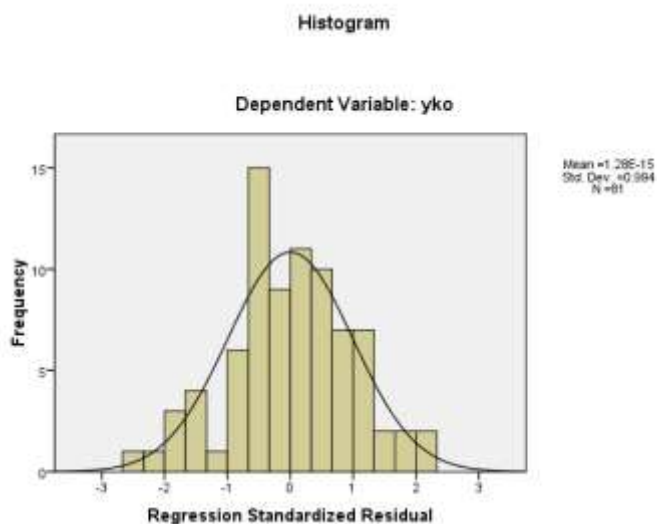 Histogram
Dependent Variable: yko
Mean =1.28E-15
Std. Dev. =0.994
N =81
15
10
5
0
Frequency
-3 -2 -1 0 1 2 3
Regression Standardized Residual